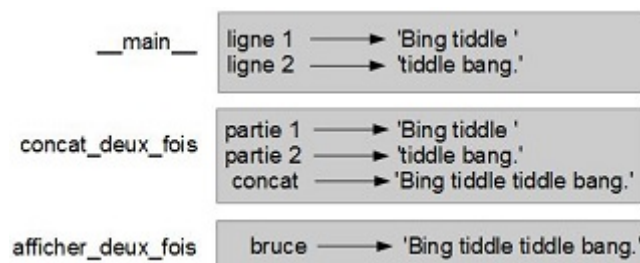 __main__
ligne 1 'Bing tiddle '
ligne 2 'tiddle bang.'
concat_deux_fois
partie 1 'Bing tiddle '
partie 2 'tiddle bang.'
concat 'Bing tiddle tiddle bang.'
afficher_deux_fois
bruce 'Bing tiddle tiddle bang.'